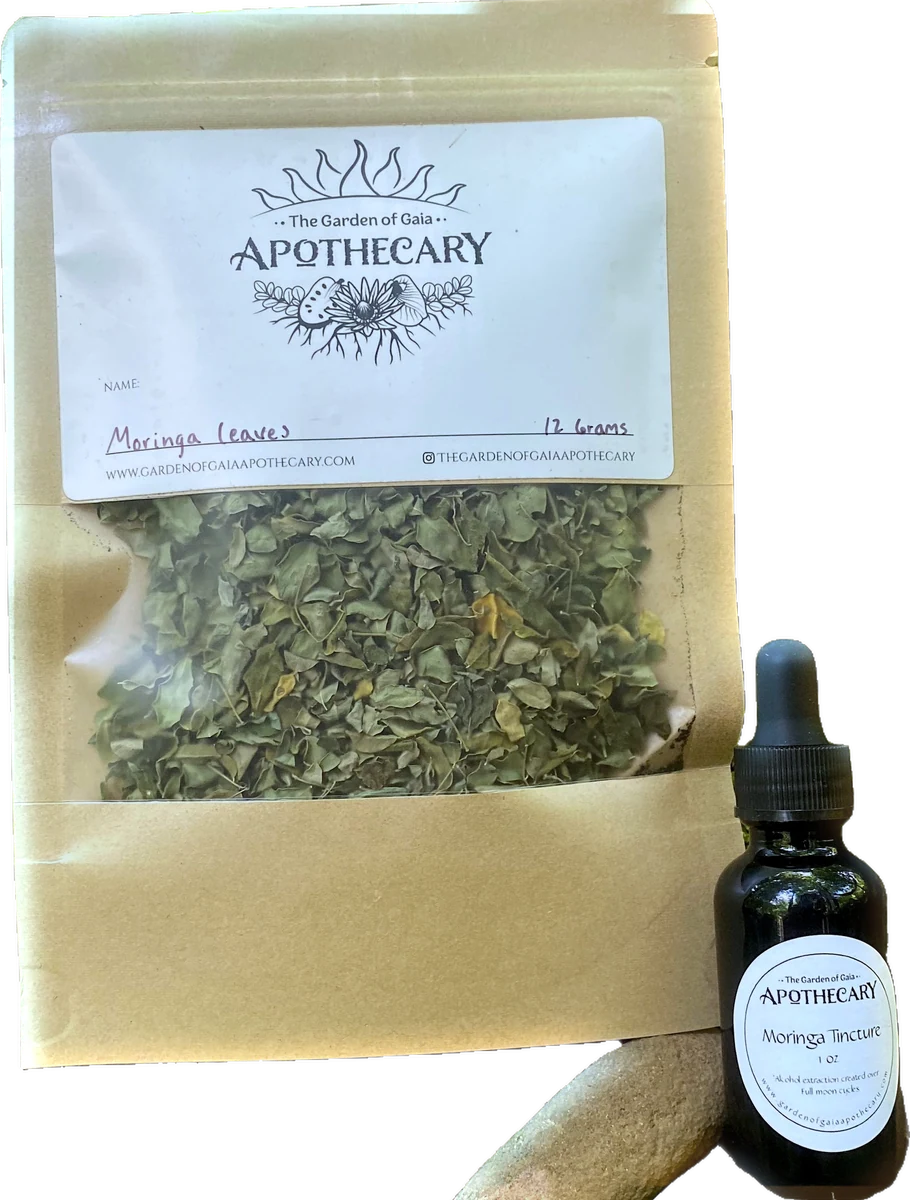 ·· The Garden of Gaia ··
APOTHECARY
NAME:
Moringa leaves 12 Grams
WWW.GARDENOFGAIAAPOTHECARY.COM THEGARDENOFGAIAAPOTHECARY
·· The Garden of Gaia ··
APOTHECARY
Moringa Tincture
1 OZ
*Alcohol extraction created over
full moon cycles
www.gardenofgaiaapothecary.com